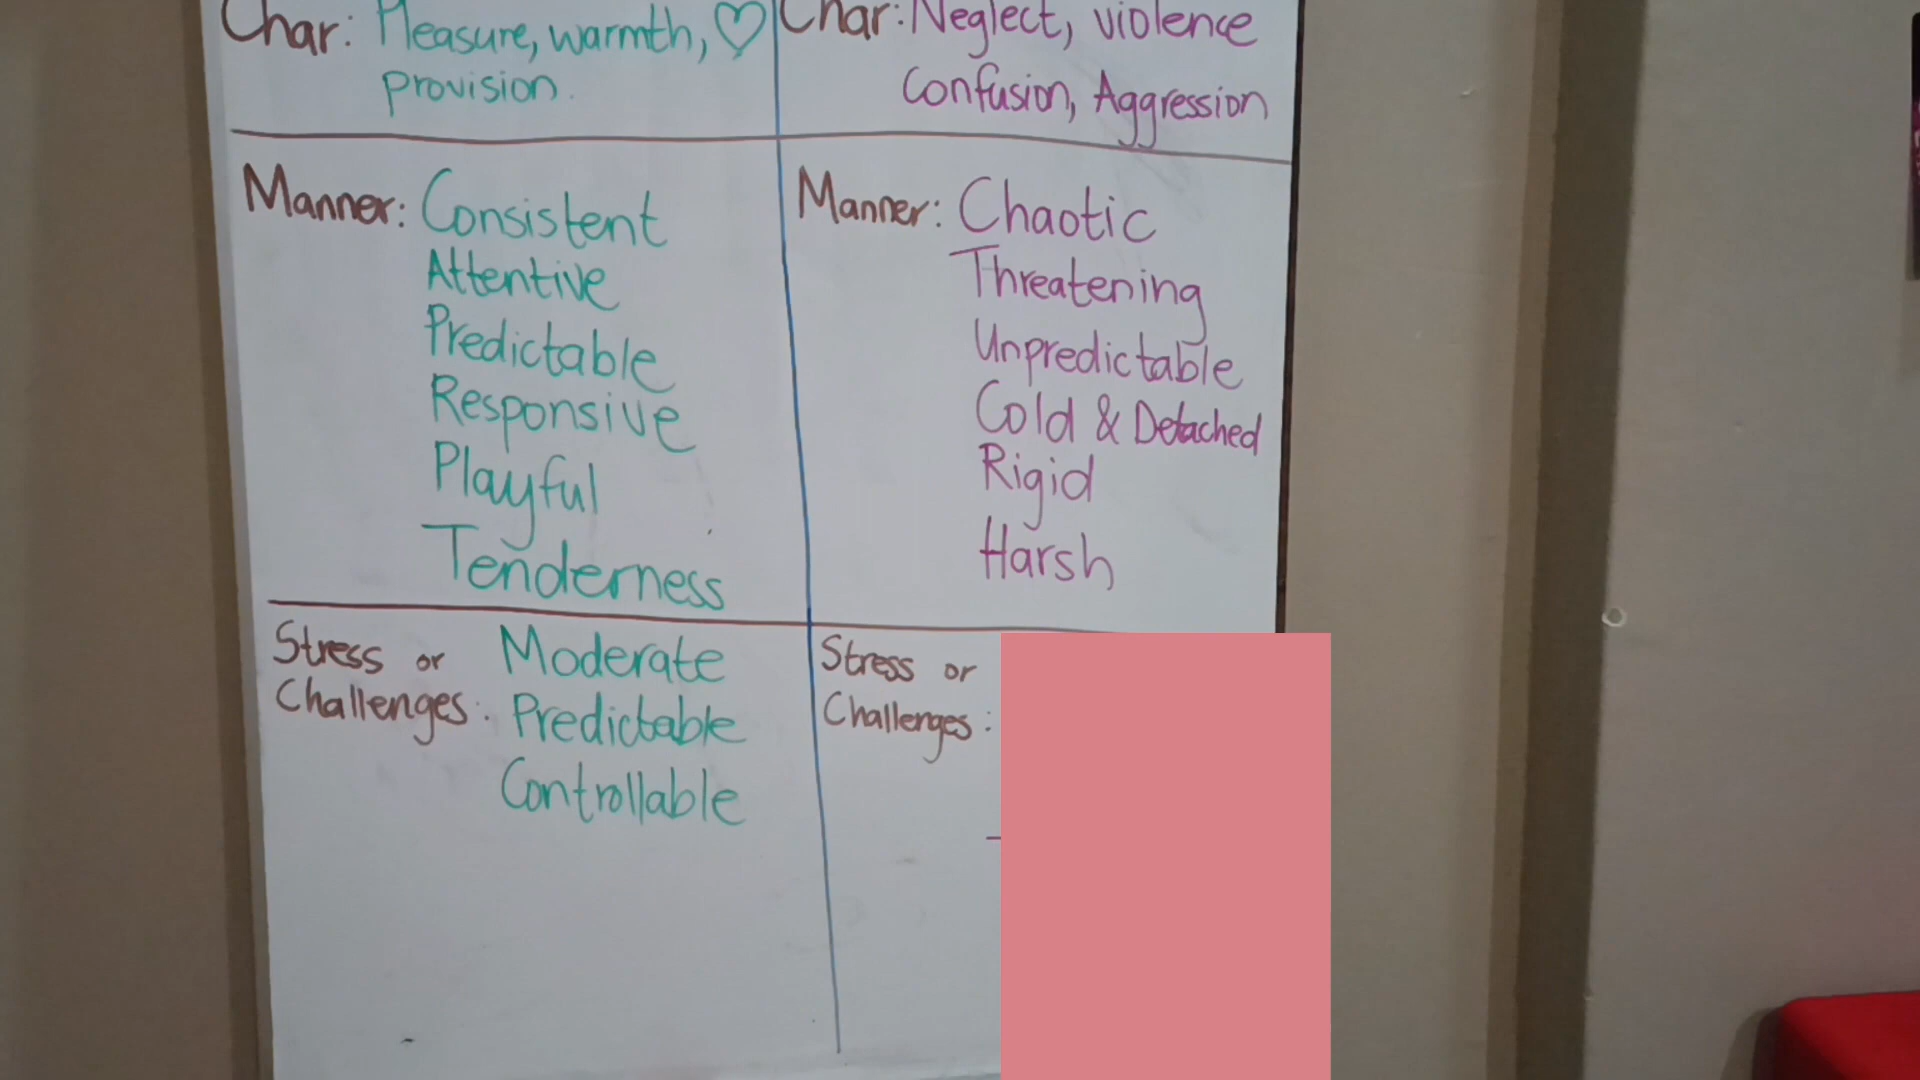 Char: Pleasure, warmth, ♡
provision.
Manner: Consistent
Attentive
Predictable
Responsive
Playful
Tenderness
Stress or Moderate
Challenges: Predictable
Controllable
Char: Neglect, violence
Confusion, Aggression
Manner: Chaotic
Threatening
Unpredictable
Cold & Detached
Rigid
Harsh
Stress or
Challenges: